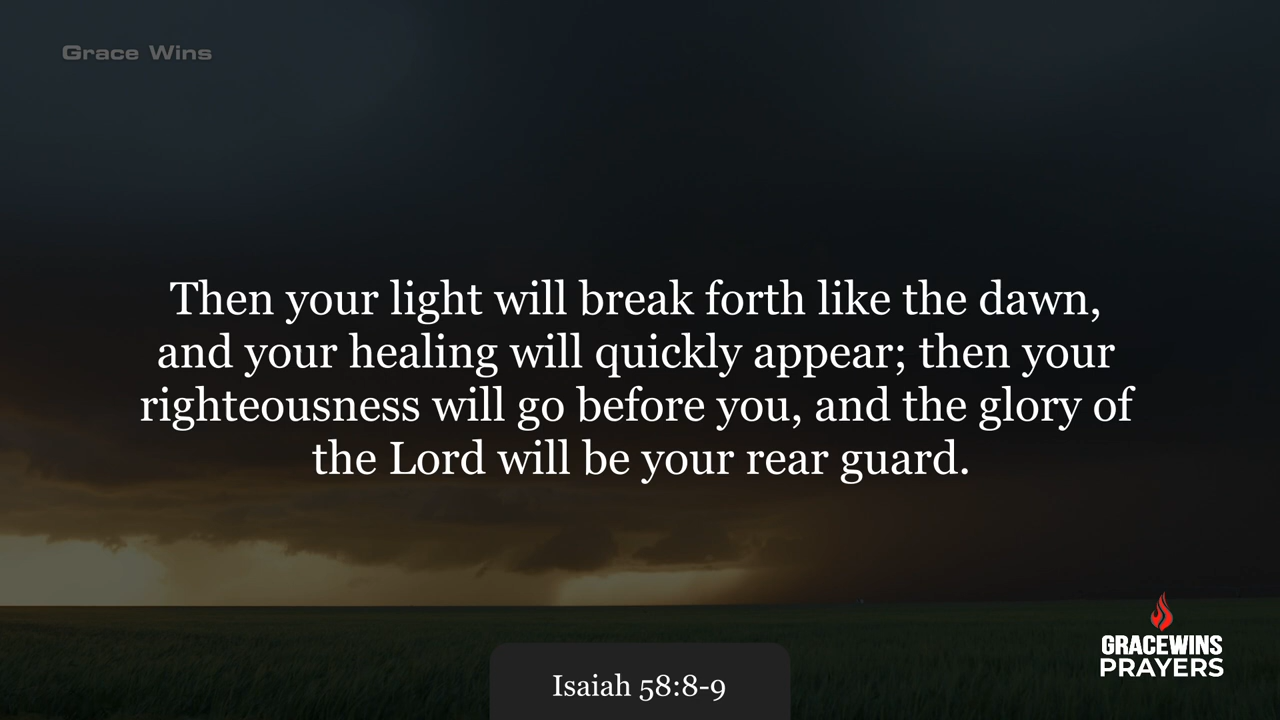 Grace Wins
Then your light will break forth like the dawn,
and your healing will quickly appear; then your
righteousness will go before you, and the glory of
the Lord will be your rear guard.
GRACEWINS
PRAYERS
Isaiah 58:8-9